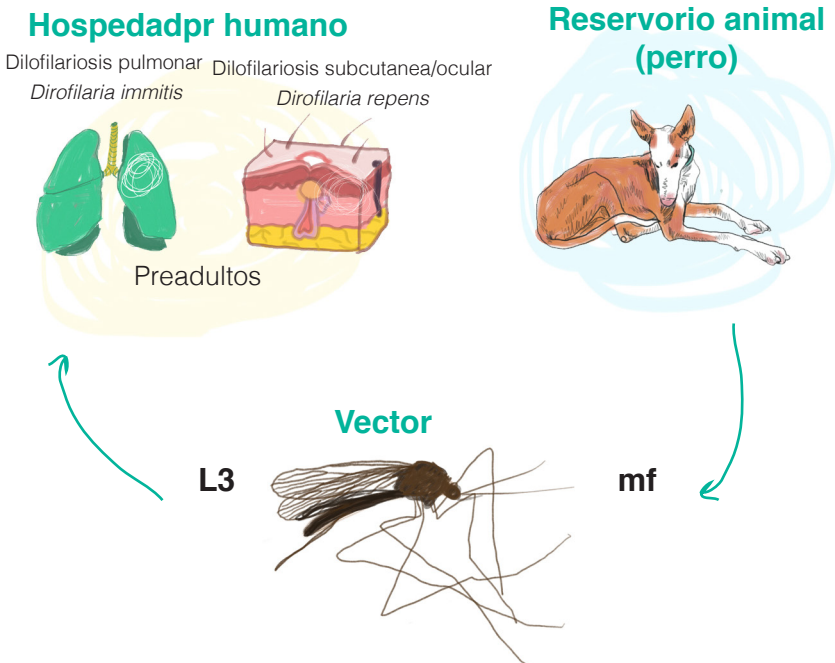 Hospedadpr humano
Dilofilariosis pulmonar
Dirofilaria immitis
Dilofilariosis subcutanea/ocular
Dirofilaria repens
Preadultos
Reservorio animal
(perro)
Vector
L3
mf